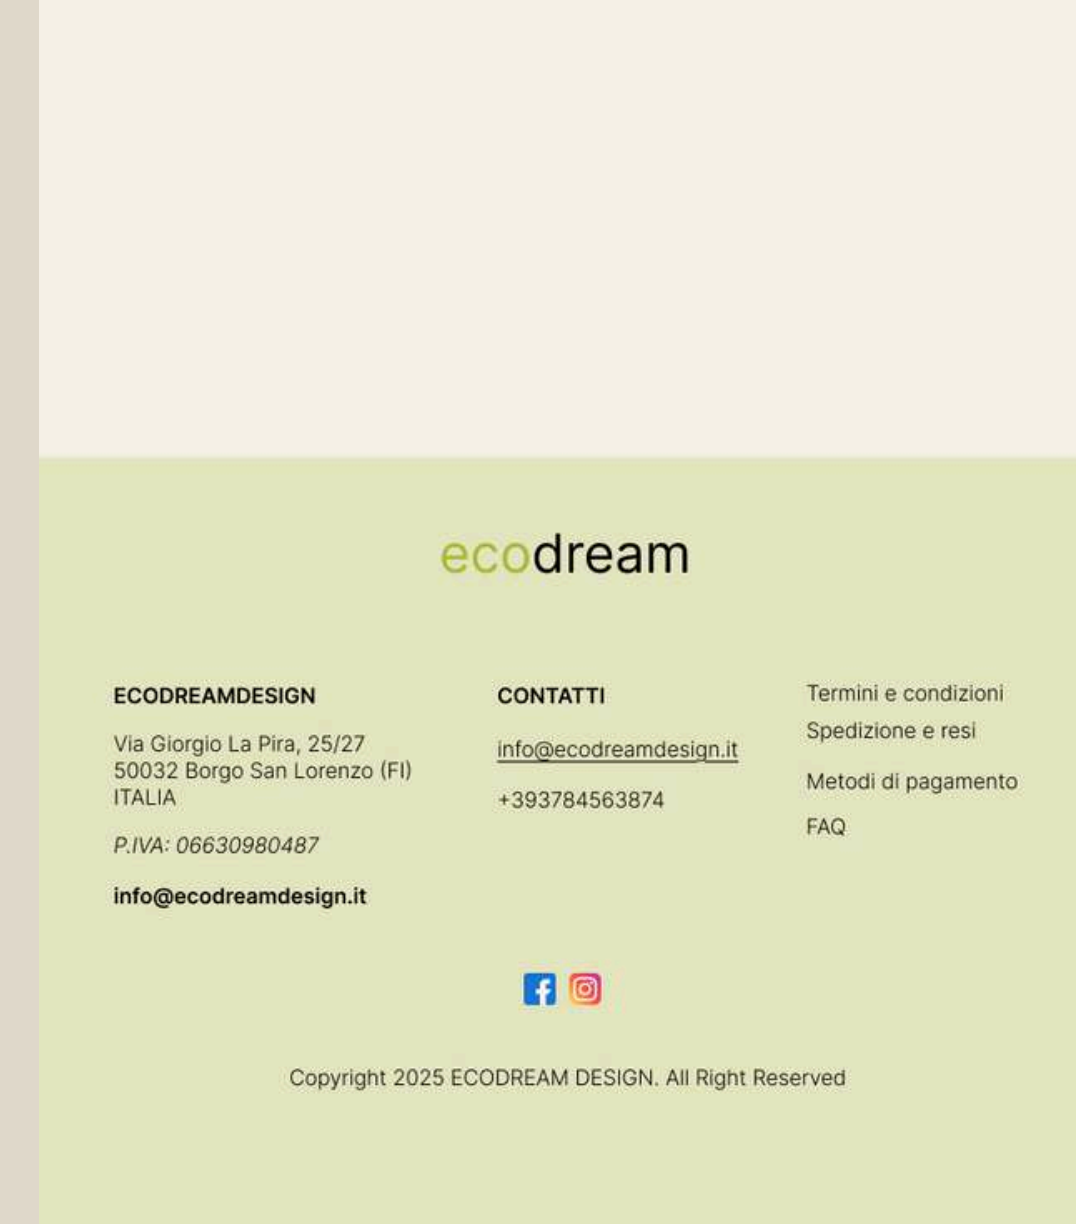 ecodream
ECODREAMDESIGN
Via Giorgio La Pira, 25/27
50032 Borgo San Lorenzo (FI)
ITALIA
P.IVA: 06630980487
info@ecodreamdesign.it
CONTATTI
info@ecodreamdesign.it
+393784563874
Termini e condizioni
Spedizione e resi
Metodi di pagamento
FAQ
Copyright 2025 ECODREAM DESIGN. All Right Reserved